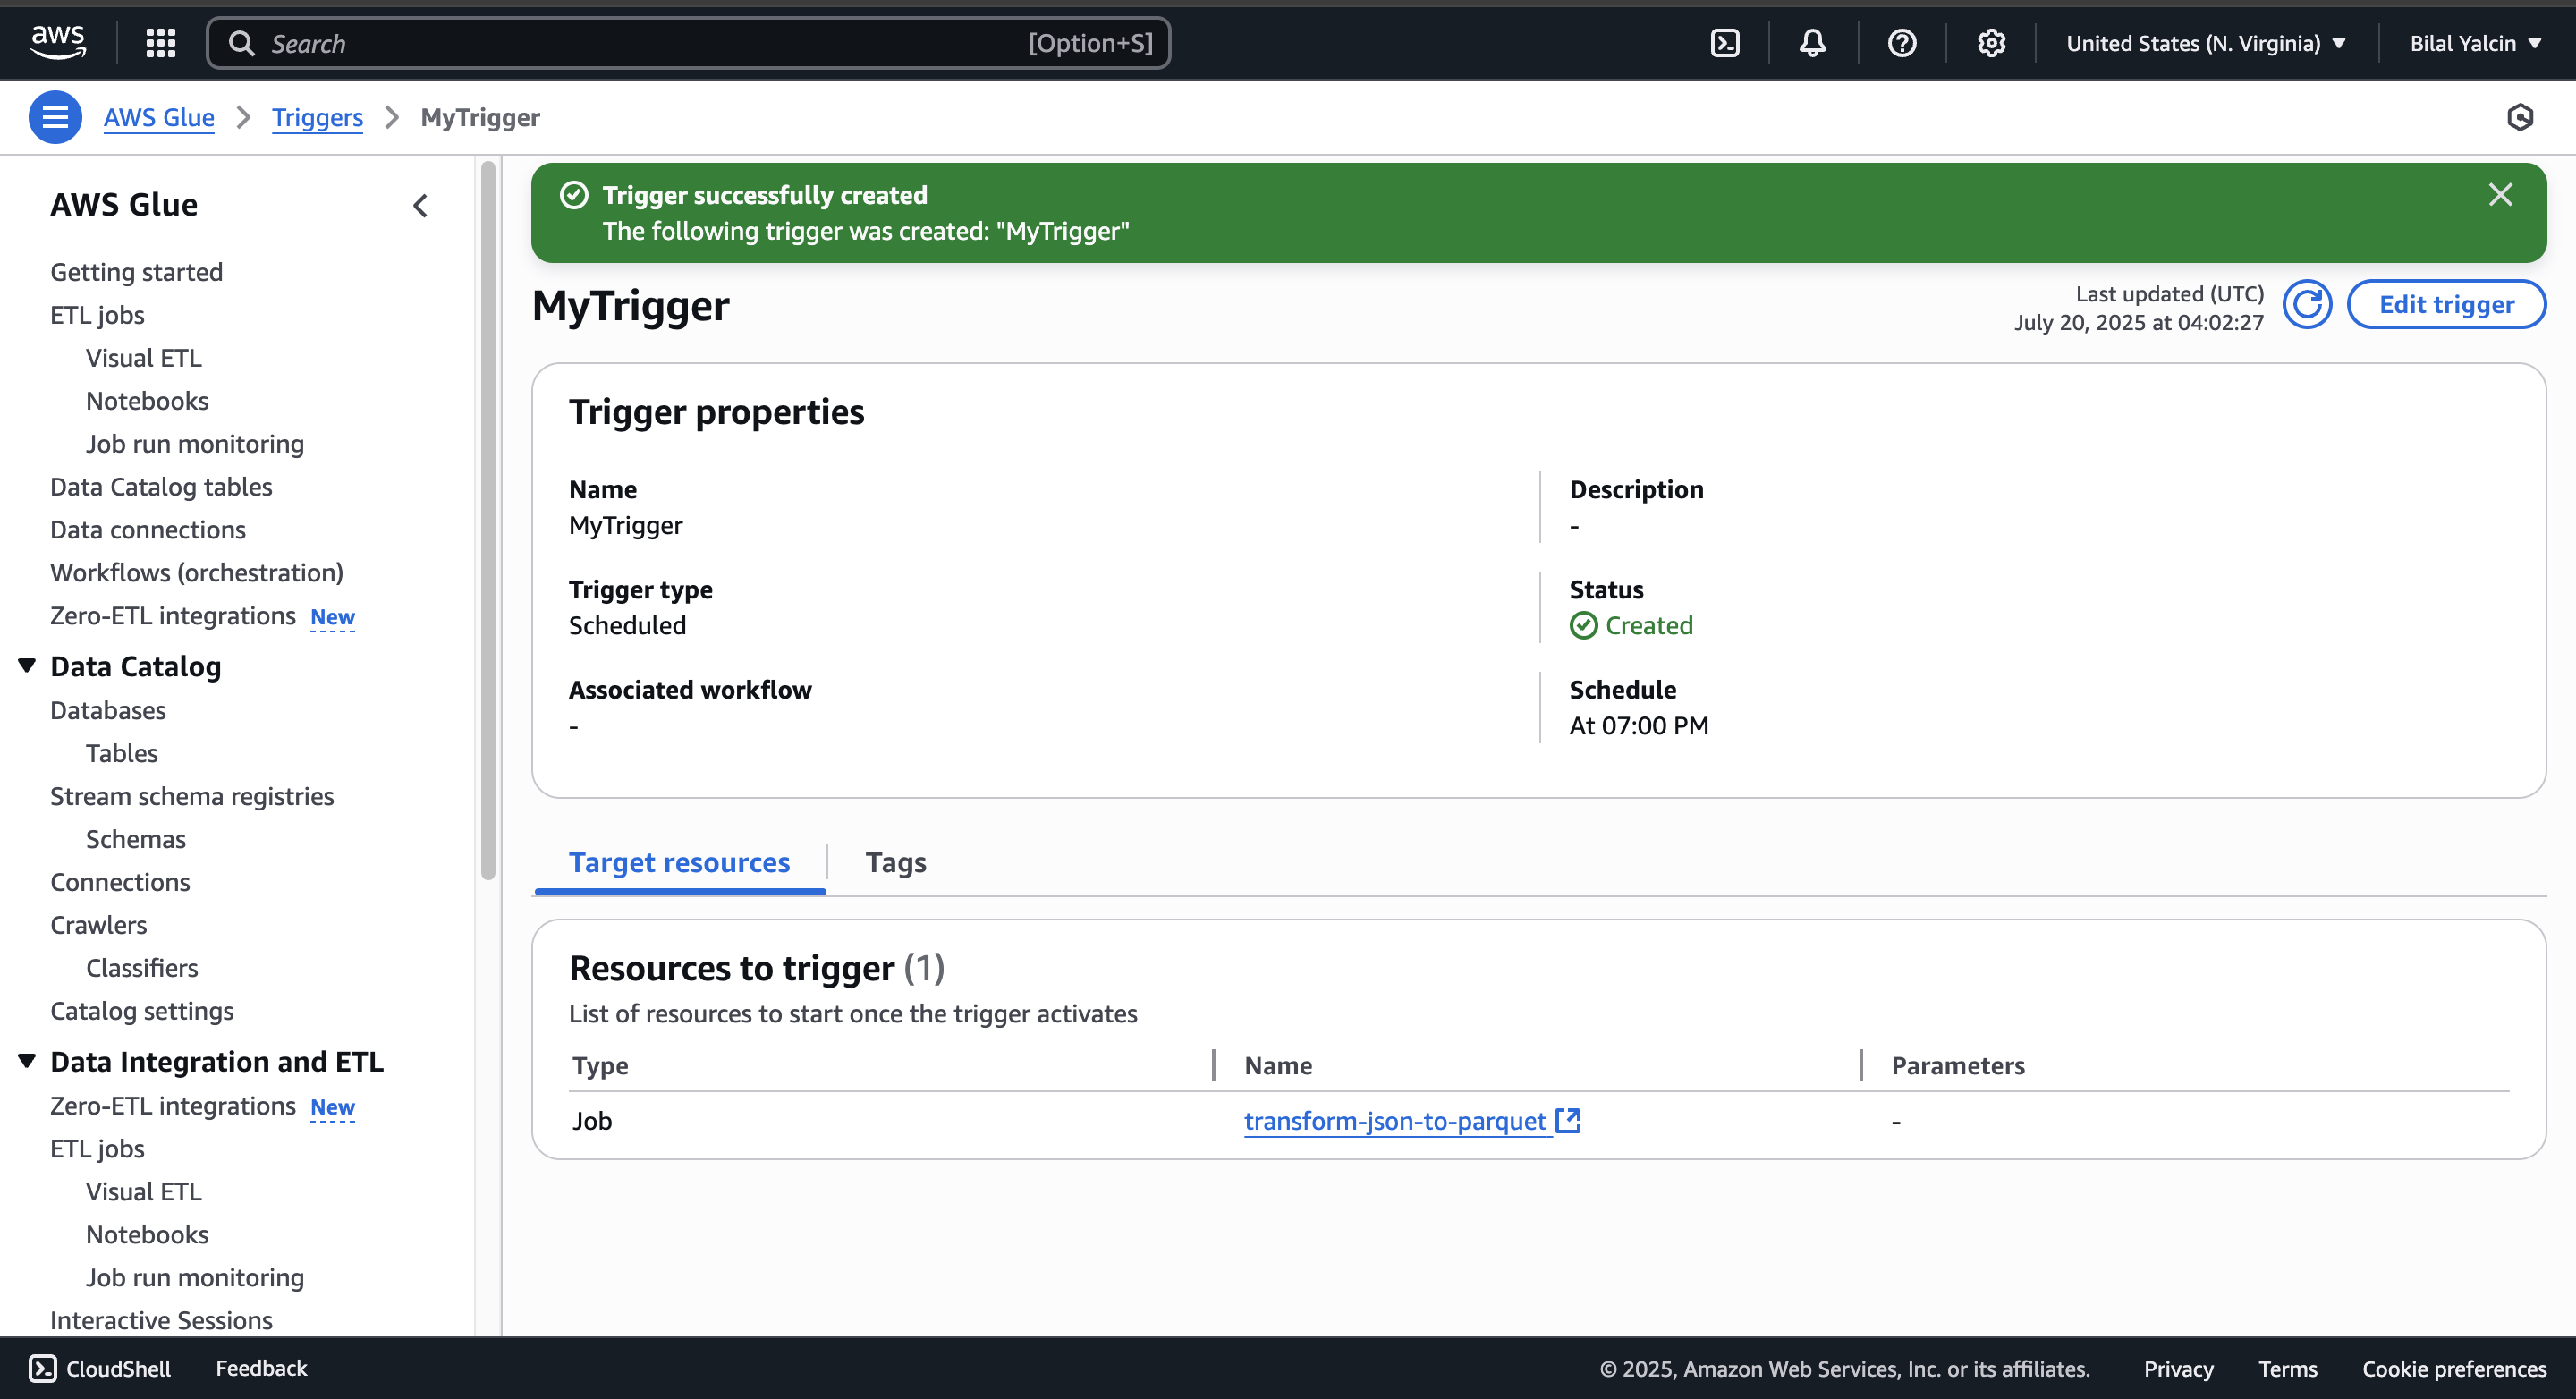 aws
Search
[Option+S]
United States (N. Virginia)
Bilal Yalcin
AWS Glue
Triggers
MyTrigger
AWS Glue
Getting started
ETL jobs
Visual ETL
Notebooks
Job run monitoring
Data Catalog tables
Data connections
Workflows (orchestration)
Zero-ETL integrations New
Data Catalog
Databases
Tables
Stream schema registries
Schemas
Connections
Crawlers
Classifiers
Catalog settings
Data Integration and ETL
Zero-ETL integrations New
ETL jobs
Visual ETL
Notebooks
Job run monitoring
Interactive Sessions
Trigger successfully created
The following trigger was created: "MyTrigger"
MyTrigger
Last updated (UTC)
July 20, 2025 at 04:02:27
Edit trigger
Trigger properties
Name
MyTrigger
Description
-
Trigger type
Scheduled
Status
Created
Associated workflow
-
Schedule
At 07:00 PM
Target resources
Tags
Resources to trigger (1)
List of resources to start once the trigger activates
Type
Name
Parameters
Job
transform-json-to-parquet
-
CloudShell
Feedback
© 2025, Amazon Web Services, Inc. or its affiliates.
Privacy
Terms
Cookie preferences